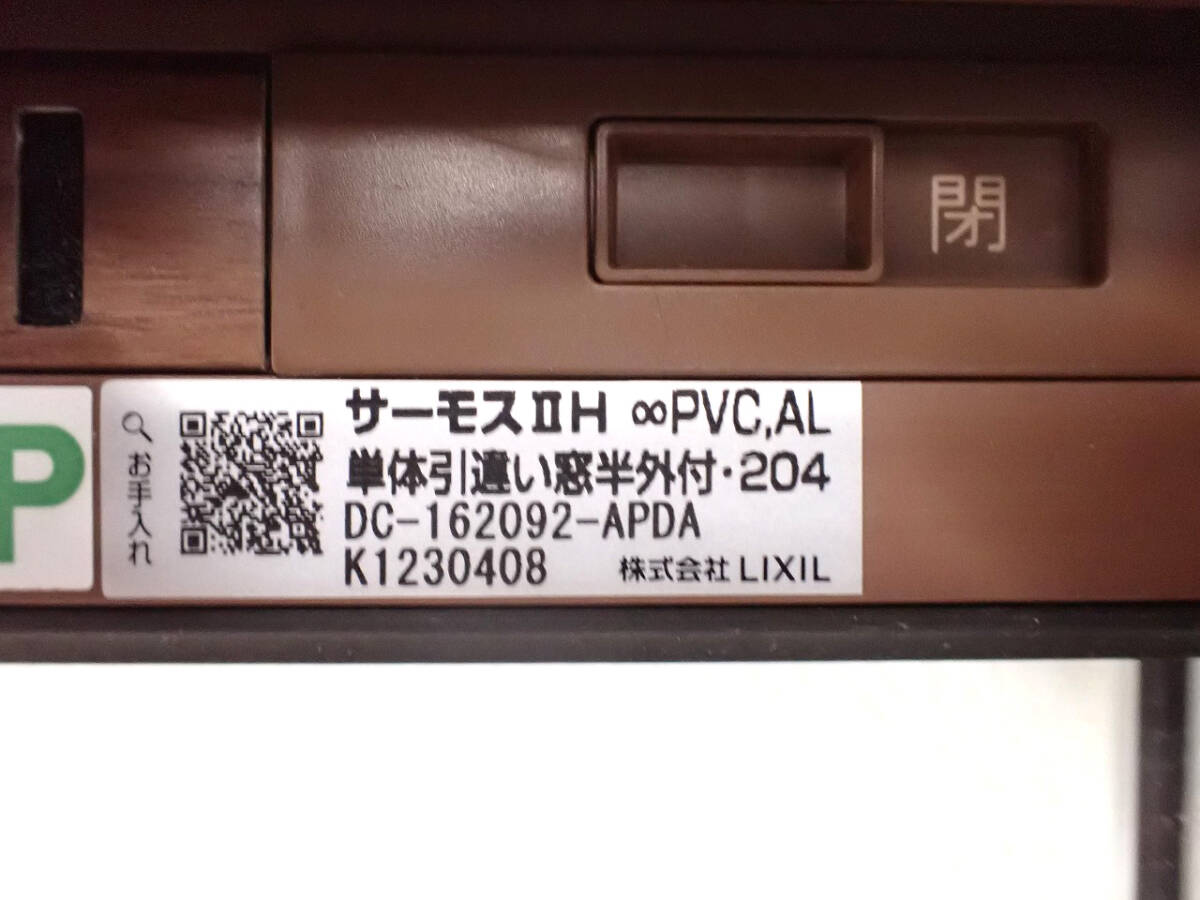 閉
P
お手入れ
サーモスⅡH ∞PVC,AL
単体引違い窓半外付・204
DC-162092-APDA
K1230408 株式会社 LIXIL